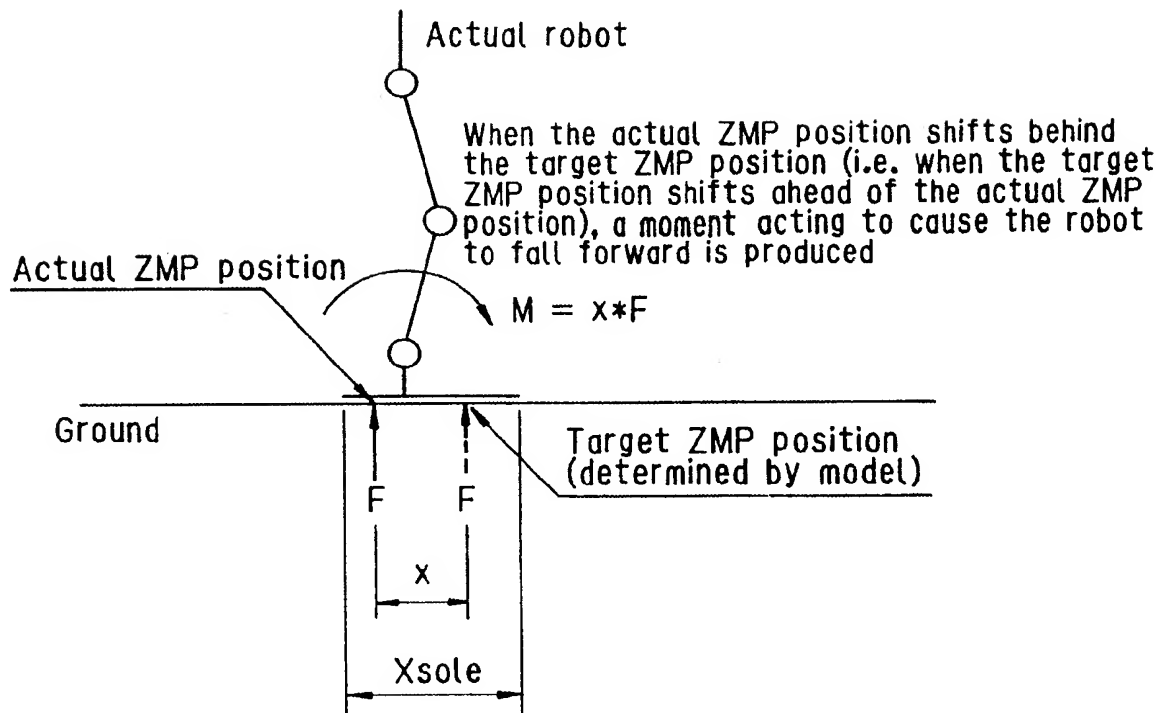 Actual robot
When the actual ZMP position shifts behind
the target ZMP position (i.e. when the target
ZMP position shifts ahead of the actual ZMP
position), a moment acting to cause the robot
to fall forward is produced
Actual ZMP position
M = x*F
Ground
Target ZMP position
(determined by model)
F
F
x
Xsole